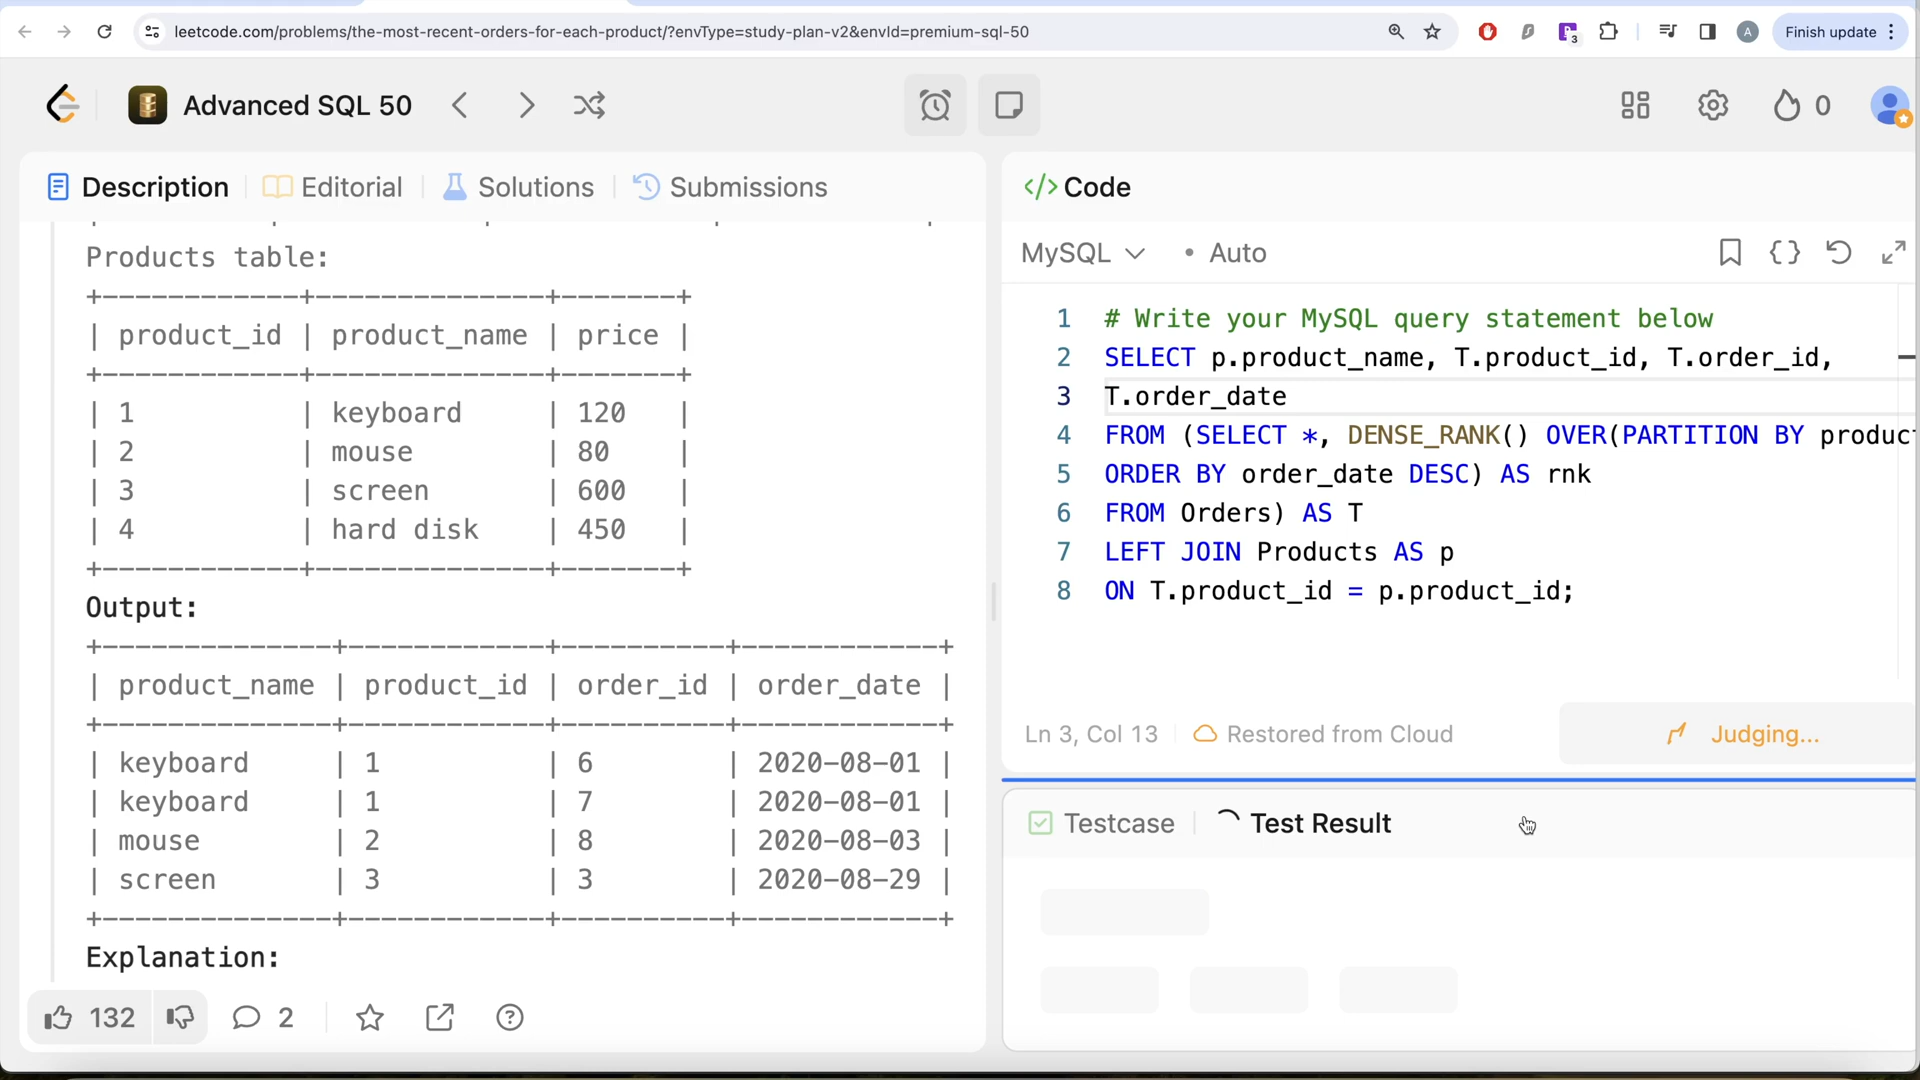 leetcode.com/problems/the-most-recent-orders-for-each-product/?envType=study-plan-v2&envId=premium-sql-50
3
A
Finish update
Advanced SQL 50
0
Description
Editorial
Solutions
Submissions
Products table:
+------------+--------------+-------+
| product_id | product_name | price |
+------------+--------------+-------+
| 1 | keyboard | 120 |
| 2 | mouse | 80 |
| 3 | screen | 600 |
| 4 | hard disk | 450 |
+------------+--------------+-------+
Output:
+--------------+------------+----------+------------+
| product_name | product_id | order_id | order_date |
+--------------+------------+----------+------------+
| keyboard | 1 | 6 | 2020-08-01 |
| keyboard | 1 | 7 | 2020-08-01 |
| mouse | 2 | 8 | 2020-08-03 |
| screen | 3 | 3 | 2020-08-29 |
+--------------+------------+----------+------------+
Explanation:
132
2
</> Code
MySQL
• Auto
1 # Write your MySQL query statement below
2 SELECT p.product_name, T.product_id, T.order_id,
3 T.order_date
4 FROM (SELECT *, DENSE_RANK() OVER(PARTITION BY produc
5 ORDER BY order_date DESC) AS rnk
6 FROM Orders) AS T
7 LEFT JOIN Products AS p
8 ON T.product_id = p.product_id;
Ln 3, Col 13
Restored from Cloud
Judging...
Testcase
Test Result